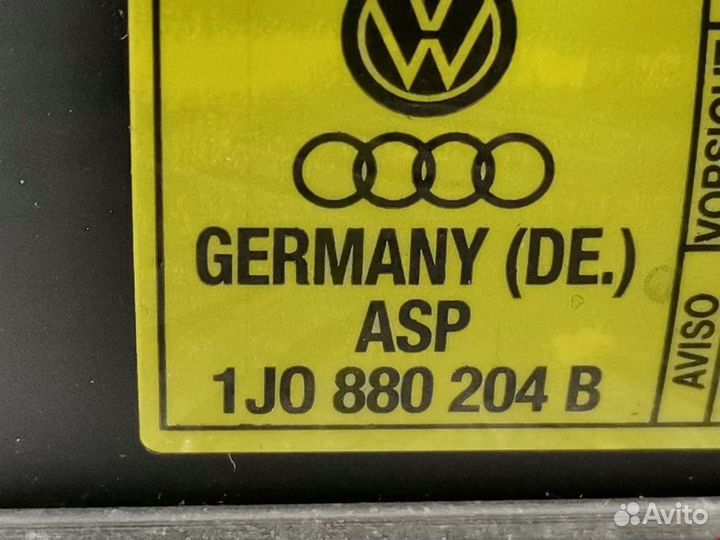 GERMANY (DE.)
ASP
1J0 880 204 B
VORSICHT
AVISO
Avito